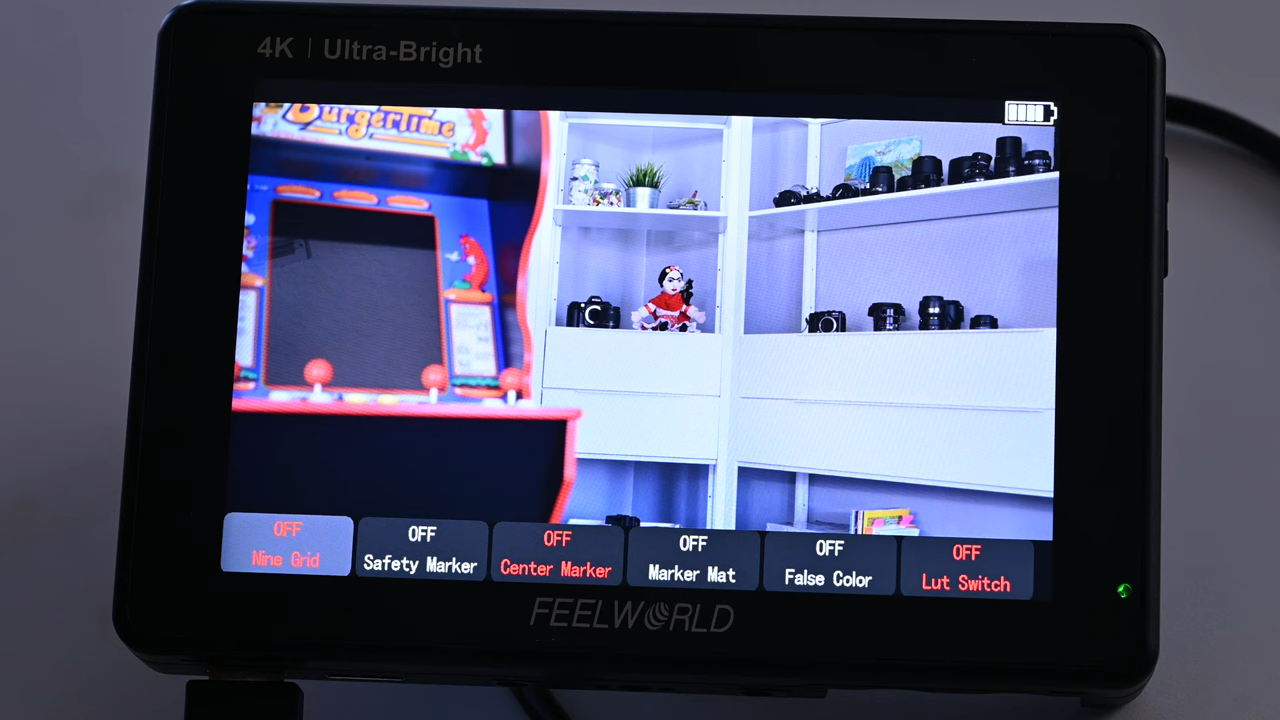 4K | Ultra-Bright
BurgerTime
OFF
Nine Grid
OFF
Safety Marker
OFF
Center Marker
OFF
Marker Mat
OFF
False Color
OFF
Lut Switch
FEELWORLD